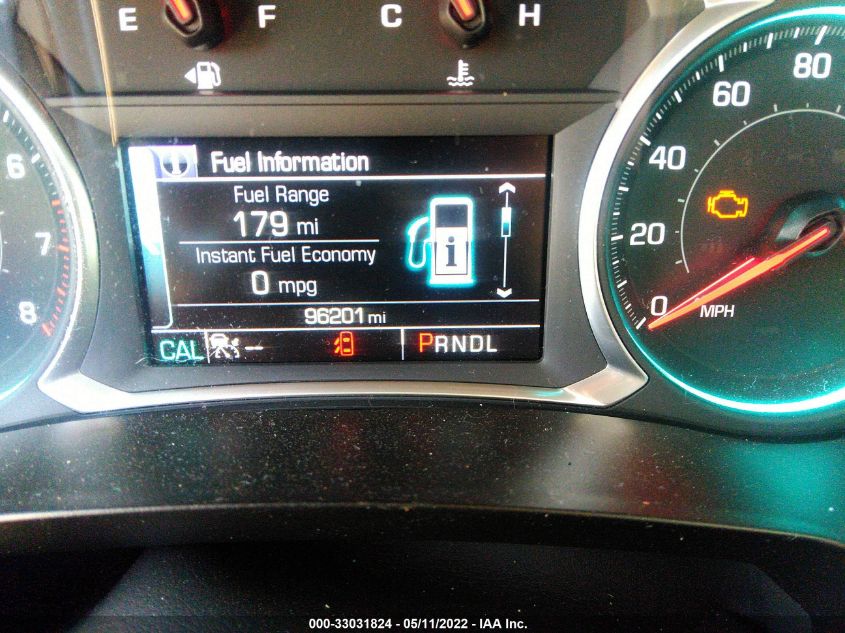 E F C H
Fuel Information
Fuel Range
179 mi
Instant Fuel Economy
0 mpg
96201 mi
CAL -- PRNDL
6
7
8
0
20
40
60
80
MPH
i
000-33031824 - 05/11/2022 - IAA Inc.